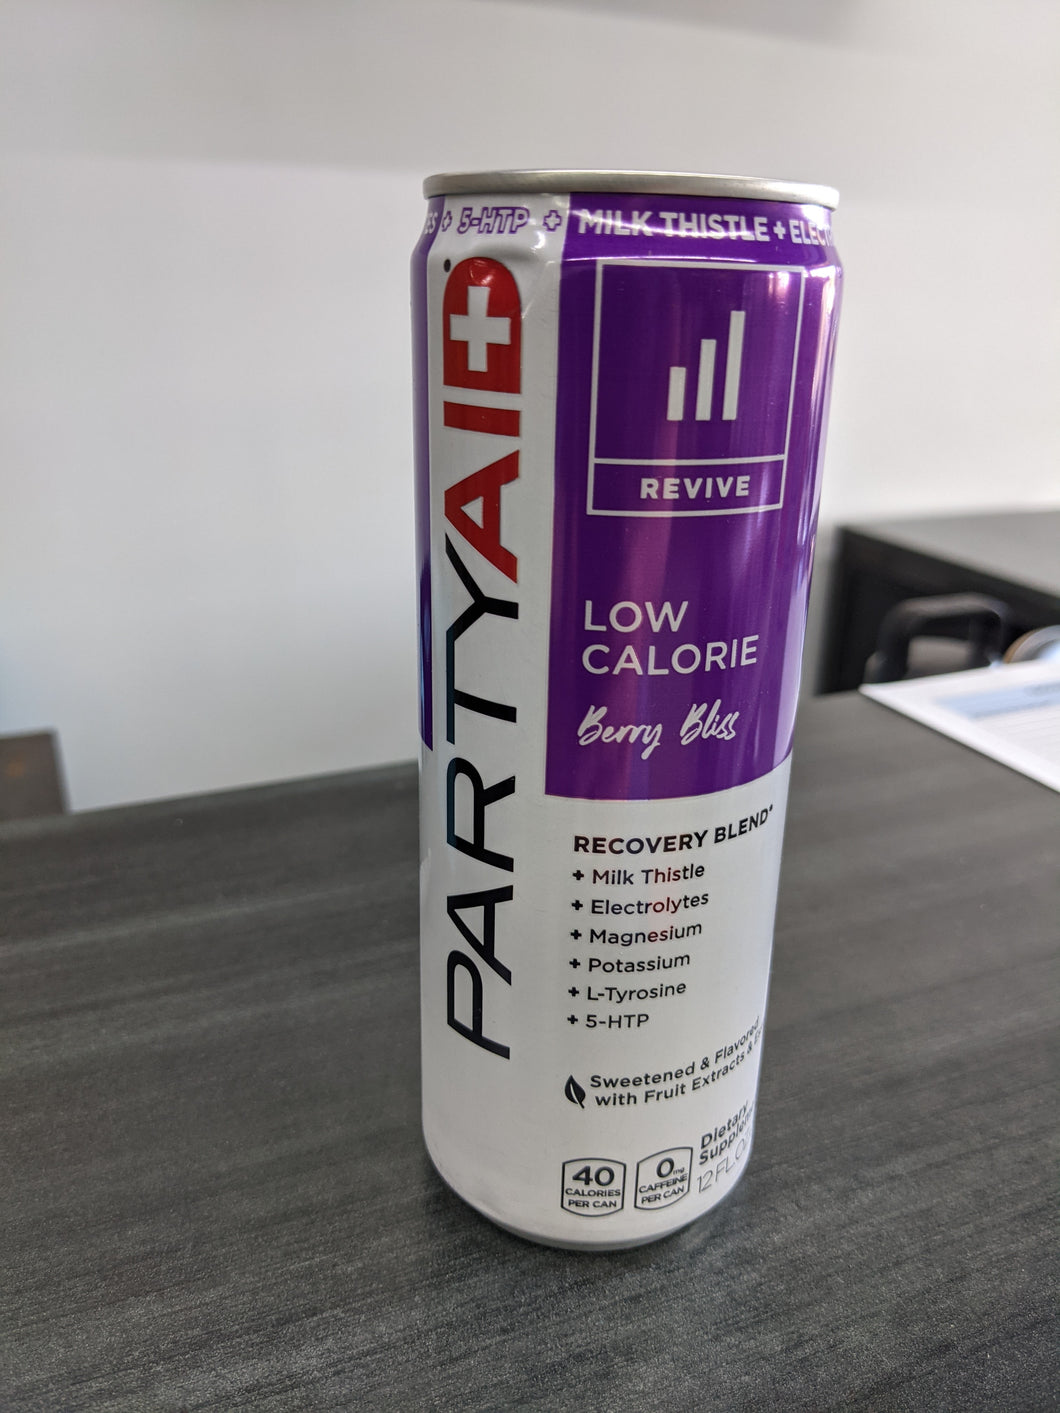 + 5-HTP + MILK THISTLE +
PARTYAID
REVIVE
LOW
CALORIE
Berry Bliss
RECOVERY BLEND*
+ Milk Thistle
+ Electrolytes
+ Magnesium
+ Potassium
+ L-Tyrosine
+ 5-HTP
Sweetened & Flavored
with Fruit Extracts &
Dietary
12 FL
40
CALORIES
PER CAN
0mg
CAFFEINE
PER CAN